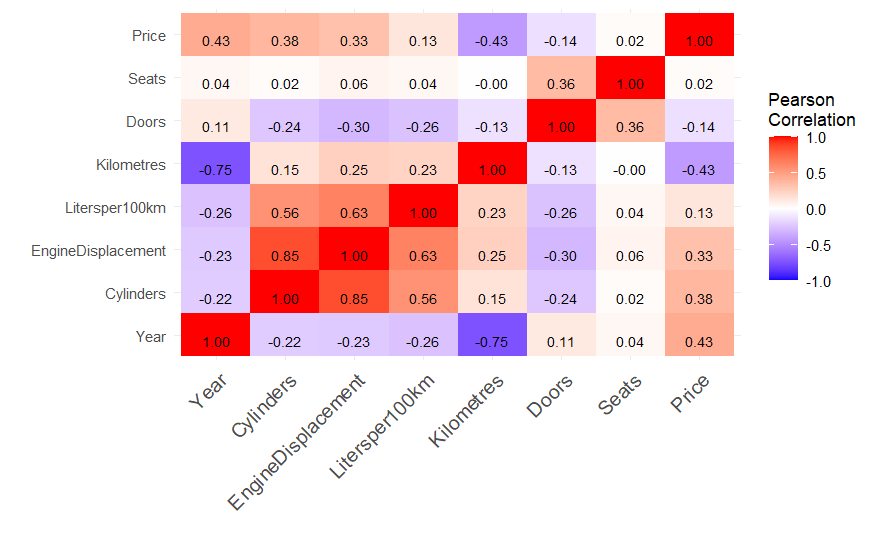 Price 0.43 0.38 0.33 0.13 -0.43 -0.14 0.02 1.00
Seats 0.04 0.02 0.06 0.04 -0.00 0.36 1.00 0.02
Doors 0.11 -0.24 -0.30 -0.26 -0.13 1.00 0.36 -0.14
Kilometres -0.75 0.15 0.25 0.23 1.00 -0.13 -0.00 -0.43
Litersper100km -0.26 0.56 0.63 1.00 0.23 -0.26 0.04 0.13
EngineDisplacement -0.23 0.85 1.00 0.63 0.25 -0.30 0.06 0.33
Cylinders -0.22 1.00 0.85 0.56 0.15 -0.24 0.02 0.38
Year 1.00 -0.22 -0.23 -0.26 -0.75 0.11 0.04 0.43
Year Cylinders EngineDisplacement Litersper100km Kilometres Doors Seats Price
Pearson
Correlation
1.0
0.5
0.0
-0.5
-1.0